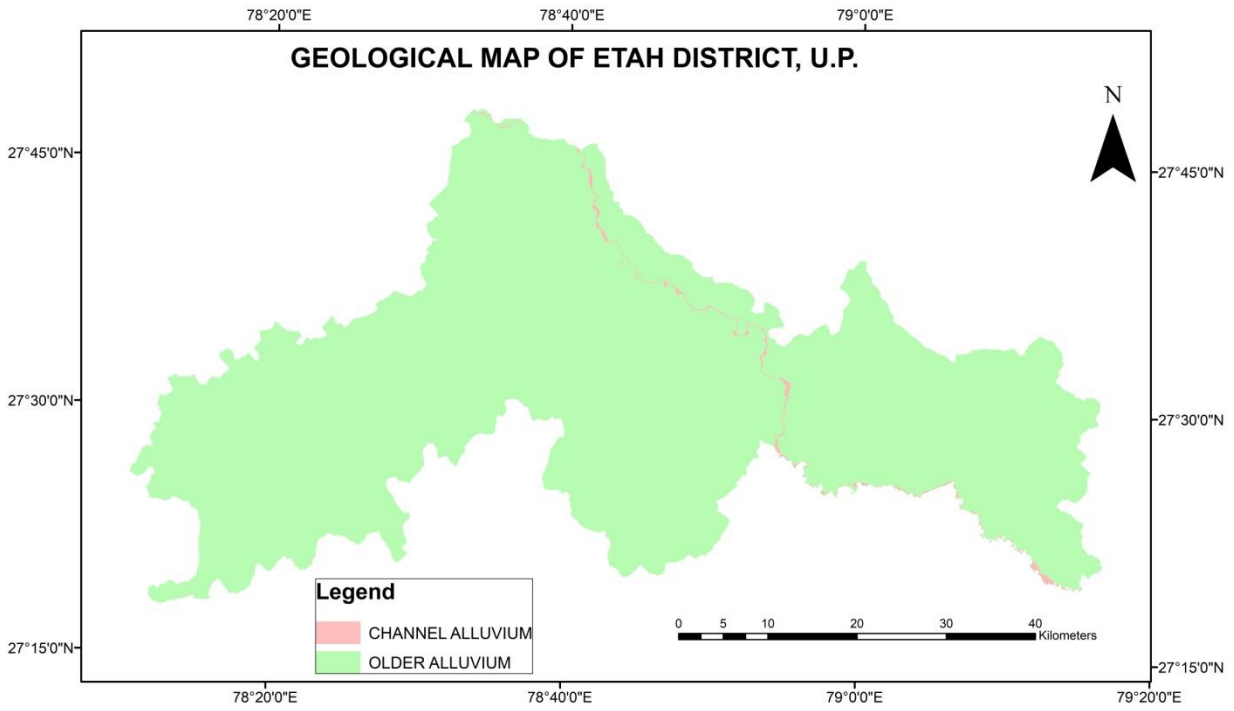 78°20'0"E 78°40'0"E 79°0'0"E
GEOLOGICAL MAP OF ETAH DISTRICT, U.P.
N
27°45'0"N 27°45'0"N
27°30'0"N 27°30'0"N
Legend
CHANNEL ALLUVIUM
OLDER ALLUVIUM
0 5 10 20 30 40
Kilometers
27°15'0"N 27°15'0"N
78°20'0"E 78°40'0"E 79°0'0"E 79°20'0"E